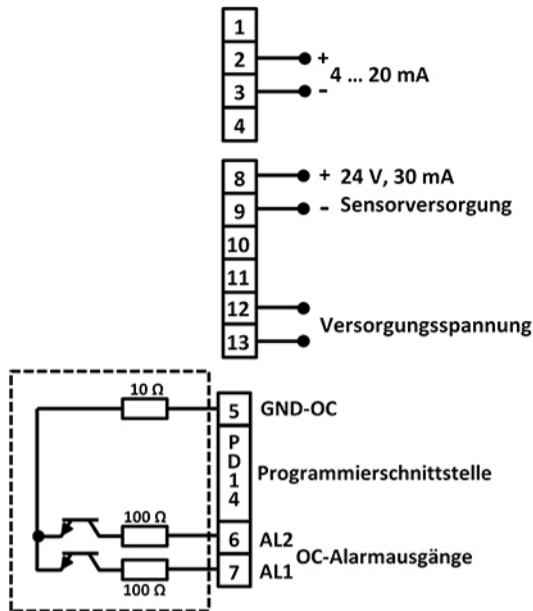 1
2 +
4 ... 20 mA
3 -
4
8 + 24 V, 30 mA
9 - Sensorversorgung
10
11
12
Versorgungsspannung
13
10 Ω
5 GND-OC
P
D
1
4
Programmierschnittstelle
100 Ω
6 AL2
OC-Alarmausgänge
7 AL1
100 Ω